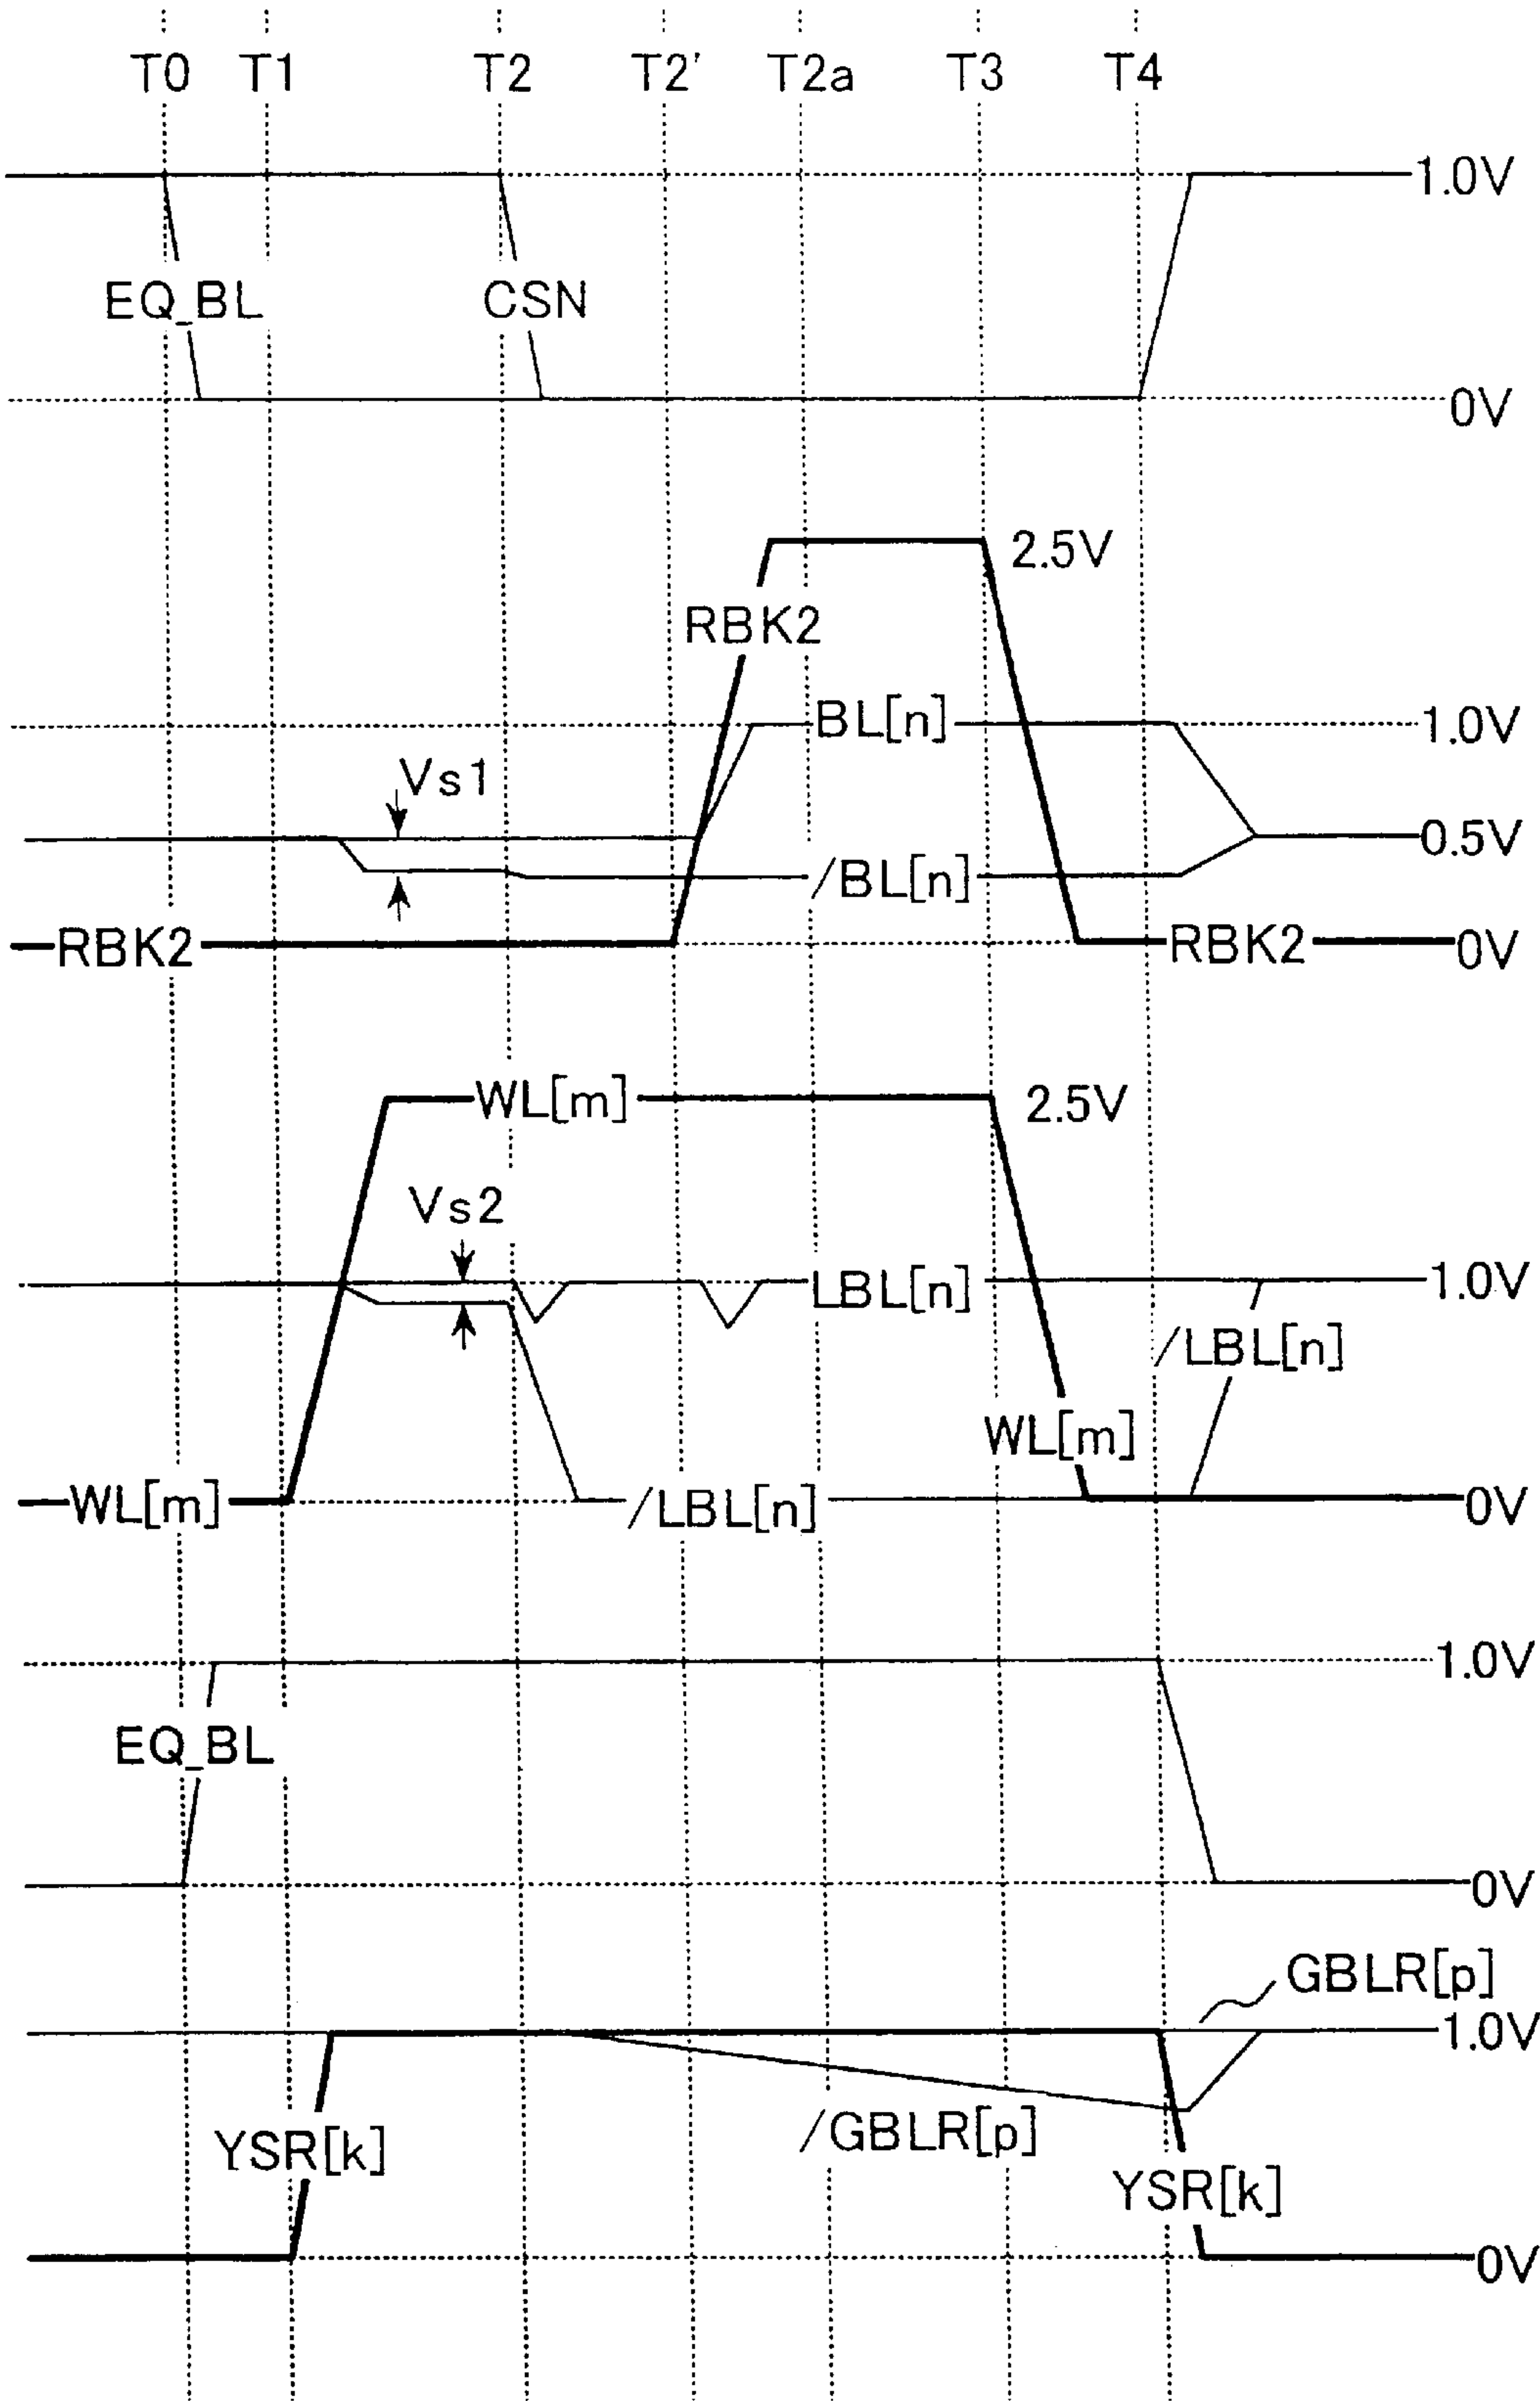 T0 T1 T2 T2' T2a T3 T4
1.0V
EQ_BL CSN
0V
2.5V
RBK2
BL[n] 1.0V
Vs1
0.5V
/BL[n]
RBK2 RBK2 0V
WL[m] 2.5V
Vs2
LBL[n] 1.0V
/LBL[n]
WL[m]
WL[m] /LBL[n] 0V
1.0V
EQ_BL
0V
GBLR[p]
1.0V
/GBLR[p]
YSR[k]
YSR[k]
0V